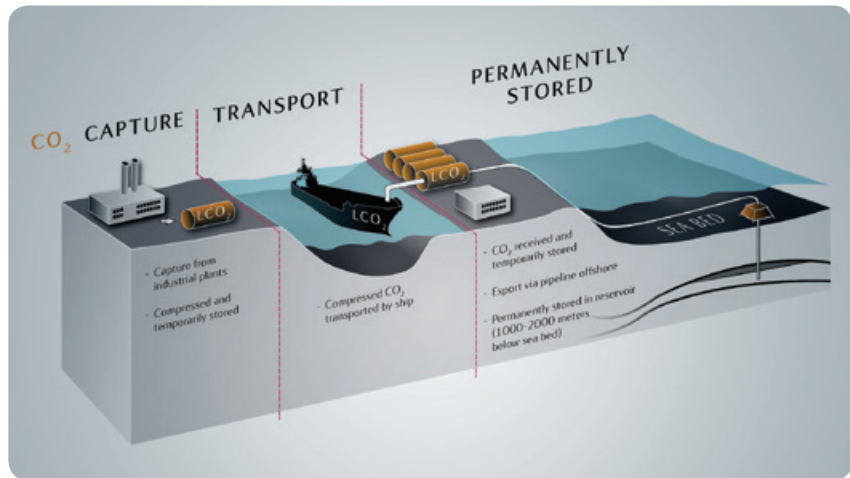 CO₂ CAPTURE
TRANSPORT
PERMANENTLY
STORED
LCO₂
LCO₂
LCO₂
SEA BED
- Capture from
industrial plants
- Compressed and
temporarily stored
- Compressed CO₂
transported by ship
- CO₂ received and
temporarily stored
- Export via pipeline offshore
- Permanently stored in reservoir
(1000-2000 meters
below sea bed)